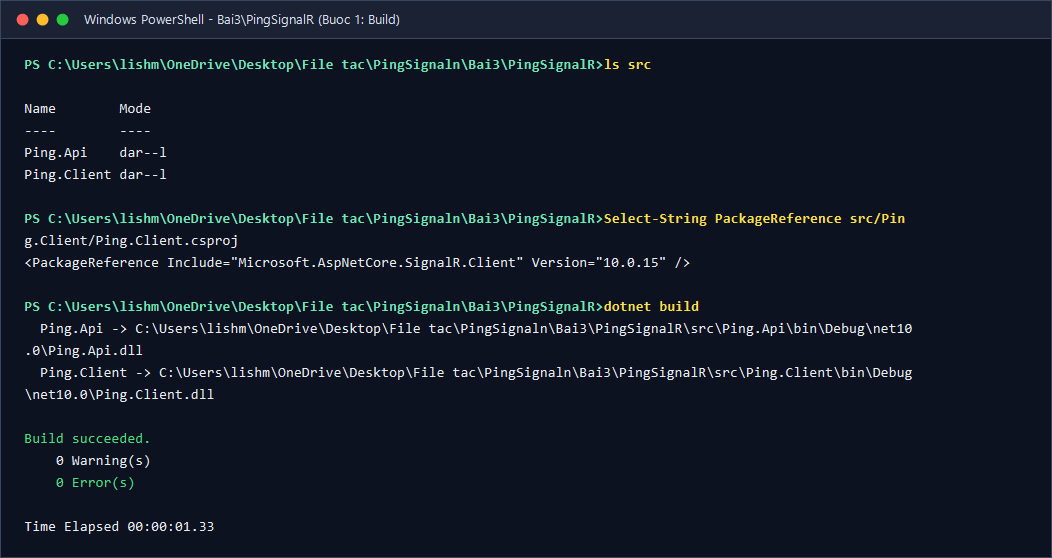 Windows PowerShell - Bai3\PingSignalR (Buoc 1: Build)
PS C:\Users\lishm\OneDrive\Desktop\File tac\PingSignaln\Bai3\PingSignalR>ls src
Name        Mode
----        ----
Ping.Api    dar--l
Ping.Client dar--l
PS C:\Users\lishm\OneDrive\Desktop\File tac\PingSignaln\Bai3\PingSignalR>Select-String PackageReference src/Pin
g.Client/Ping.Client.csproj
<PackageReference Include="Microsoft.AspNetCore.SignalR.Client" Version="10.0.15" />
PS C:\Users\lishm\OneDrive\Desktop\File tac\PingSignaln\Bai3\PingSignalR>dotnet build
  Ping.Api -> C:\Users\lishm\OneDrive\Desktop\File tac\PingSignaln\Bai3\PingSignalR\src\Ping.Api\bin\Debug\net10
.0\Ping.Api.dll
  Ping.Client -> C:\Users\lishm\OneDrive\Desktop\File tac\PingSignaln\Bai3\PingSignalR\src\Ping.Client\bin\Debug
\net10.0\Ping.Client.dll
Build succeeded.
    0 Warning(s)
    0 Error(s)
Time Elapsed 00:00:01.33